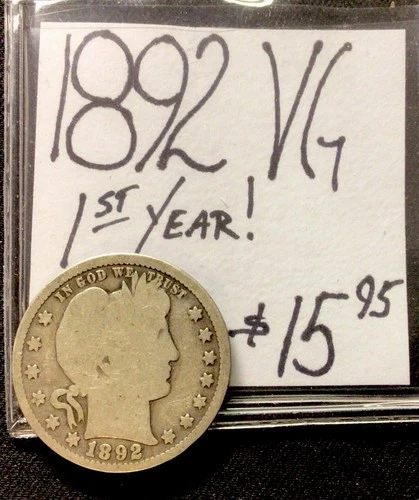 1892 VG
1ST YEAR!
$15 95
IN GOD WE TRUST
1892